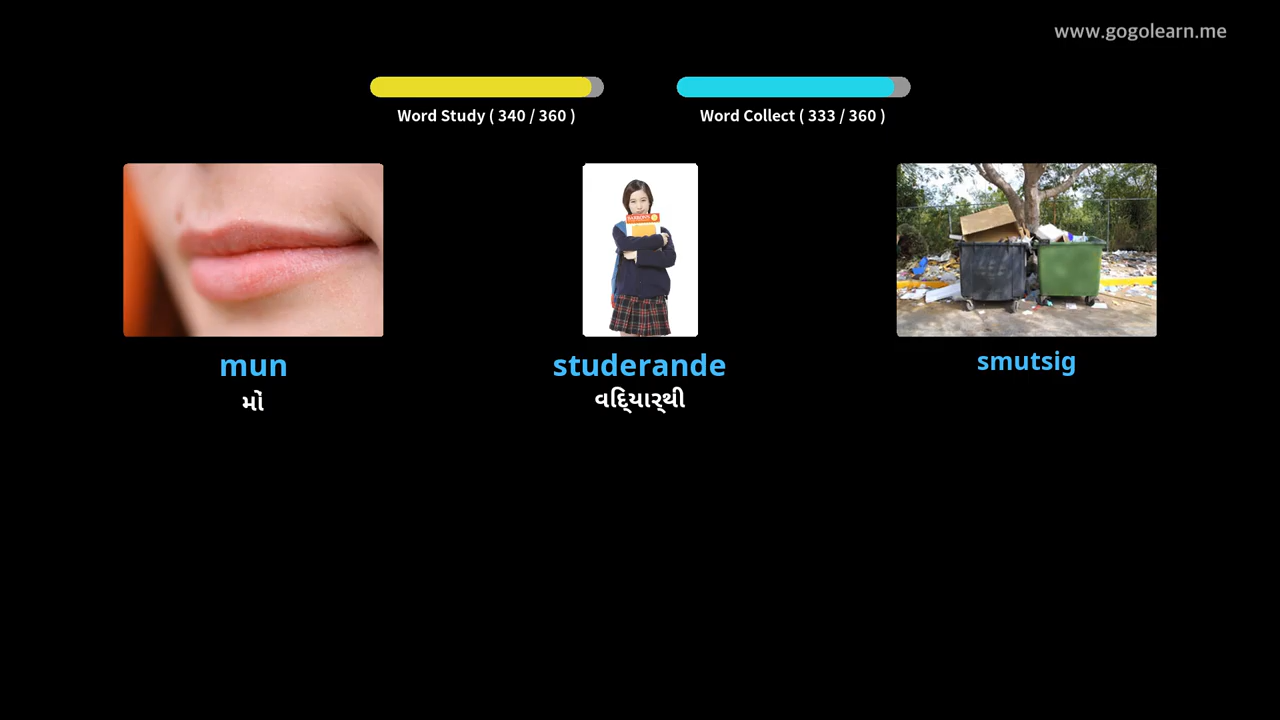 www.gogolearn.me
Word Study ( 340 / 360 )
Word Collect ( 333 / 360 )
mun
studerande
smutsig
મોં
વિદ્યાર્થી